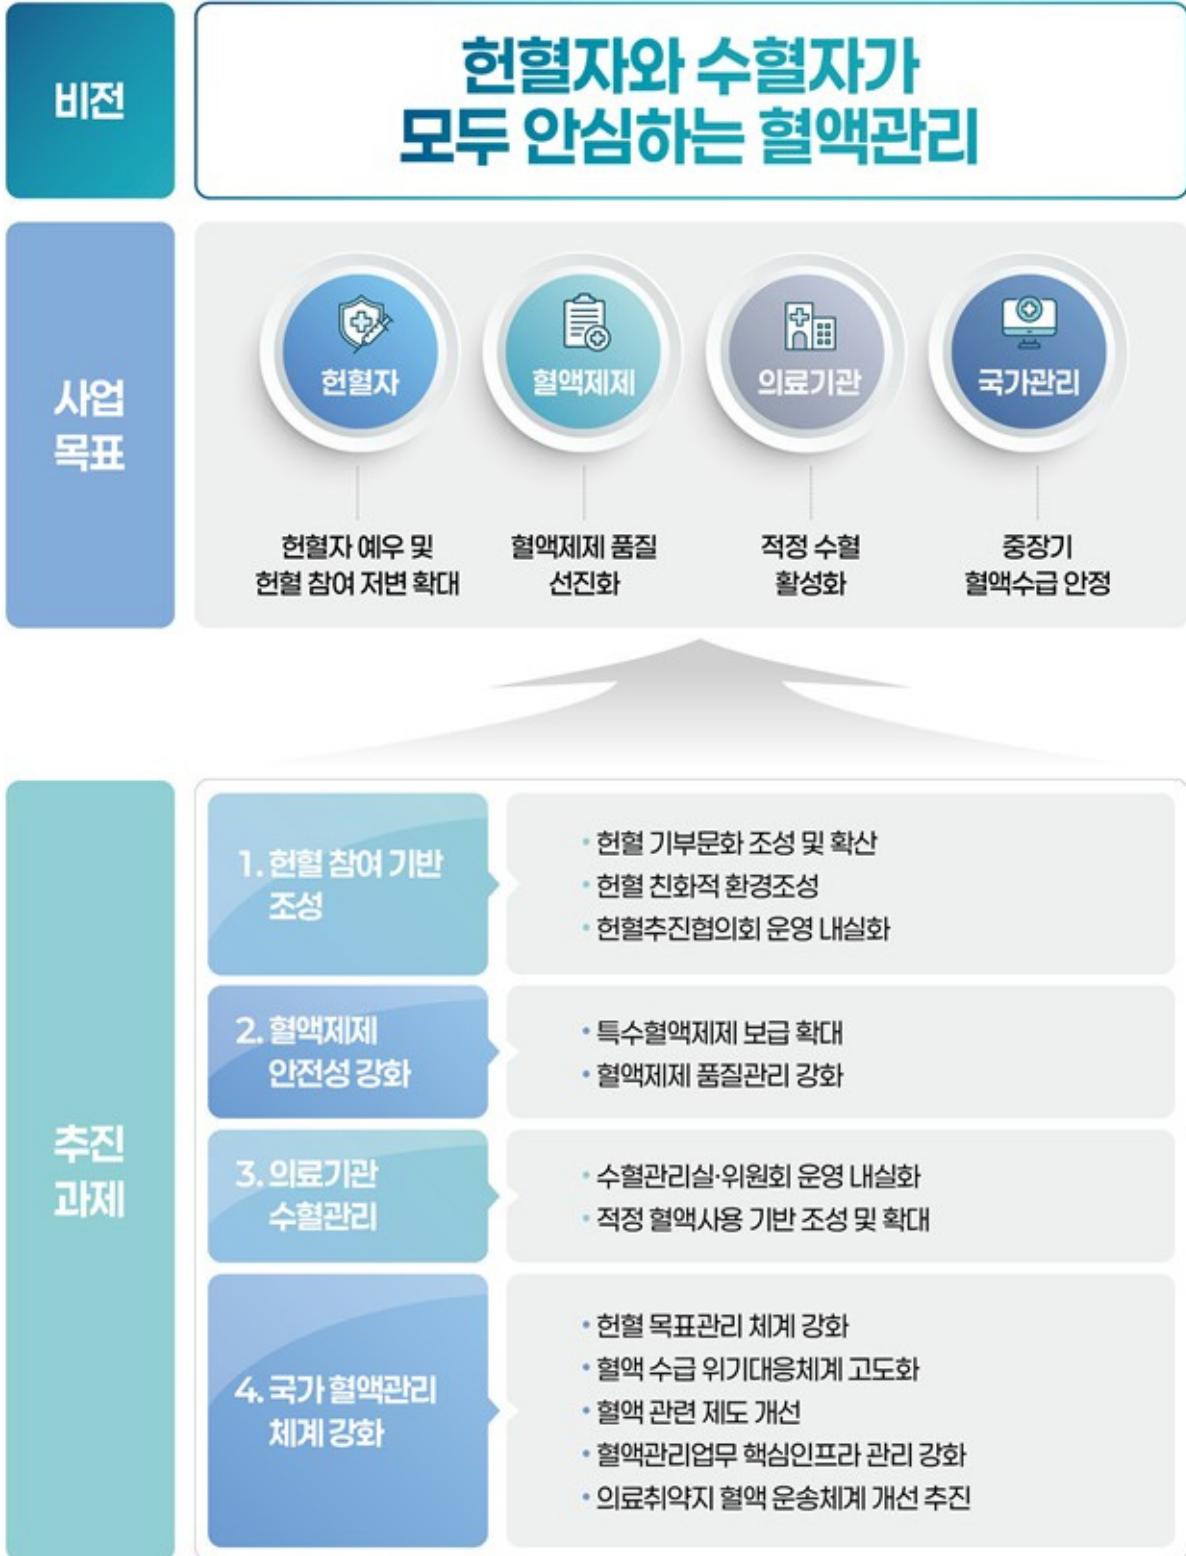 비전
헌혈자와 수혈자가
모두 안심하는 혈액관리
사업
목표
헌혈자
혈액제제
의료기관
국가관리
헌혈자 예우 및
헌혈 참여 저변 확대
혈액제제 품질
선진화
적정 수혈
활성화
중장기
혈액수급 안정
추진
과제
1. 헌혈 참여 기반
조성
• 헌혈 기부문화 조성 및 확산
• 헌혈 친화적 환경조성
• 헌혈추진협의회 운영 내실화
2. 혈액제제
안전성 강화
• 특수혈액제제 보급 확대
• 혈액제제 품질관리 강화
3. 의료기관
수혈관리
• 수혈관리실·위원회 운영 내실화
• 적정 혈액사용 기반 조성 및 확대
4. 국가 혈액관리
체계 강화
• 헌혈 목표관리 체계 강화
• 혈액 수급 위기대응체계 고도화
• 혈액 관련 제도 개선
• 혈액관리업무 핵심인프라 관리 강화
• 의료취약지 혈액 운송체계 개선 추진